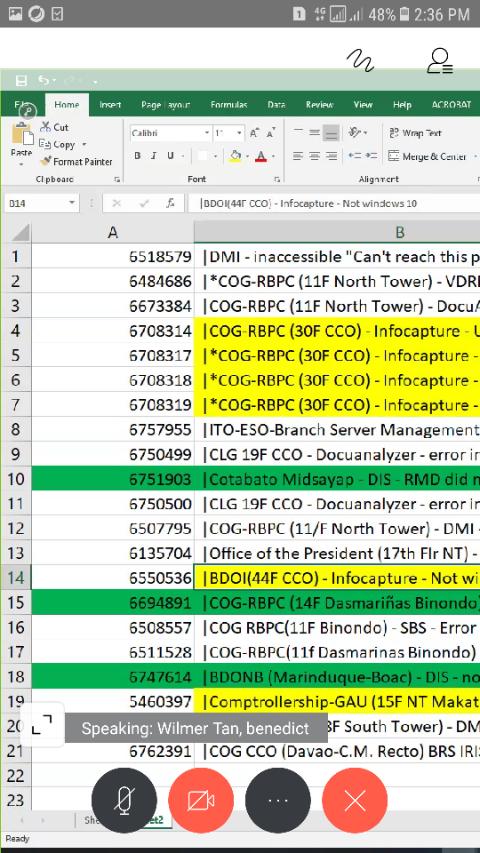 1 4G 48% 2:36 PM
File Home Insert Page Layout Formulas Data Review View Help ACROBAT
Paste
Cut
Copy
Format Painter
Clipboard
Calibri 11 A A
B I U A
Font
Wrap Text
Merge & Center
Alignment
B14 fx |BDOI(44F CCO) - Infocapture - Not windows 10
A B
1 6518579 |DMI - inaccessible "Can't reach this p
2 6484686 |*COG-RBPC (11F North Tower) - VDRI
3 6673384 |COG-RBPC (11F North Tower) - DocuA
4 6708314 |COG-RBPC (30F CCO) - Infocapture - U
5 6708317 |*COG-RBPC (30F CCO) - Infocapture -
6 6708318 |*COG-RBPC (30F CCO) - Infocapture -
7 6708319 |*COG-RBPC (30F CCO) - Infocapture -
8 6757955 |ITO-ESO-Branch Server Management
9 6750499 |CLG 19F CCO - Docuanalyzer - error in
10 6751903 |Cotabato Midsayap - DIS - RMD did n
11 6750500 |CLG 19F CCO - Docuanalyzer - error in
12 6507795 |COG-RBPC (11/F North Tower) - DMI -
13 6135704 |Office of the President (17th Flr NT) -
14 6550536 |BDOI(44F CCO) - Infocapture - Not wi
15 6694891 |COG-RBPC (14F Dasmariñas Binondo)
16 6508557 |COG RBPC(11F Binondo) - SBS - Error
17 6511528 |COG-RBPC(11f Dasmarinas Binondo)
18 6747614 |BDONB (Marinduque-Boac) - DIS - no
19 5460397 |Comptrollership-GAU (15F NT Makat
20 8F South Tower) - DM
Speaking: Wilmer Tan, benedict
21 6762391 |COG CCO (Davao-C.M. Recto) BRS IRI
22
23
Ready